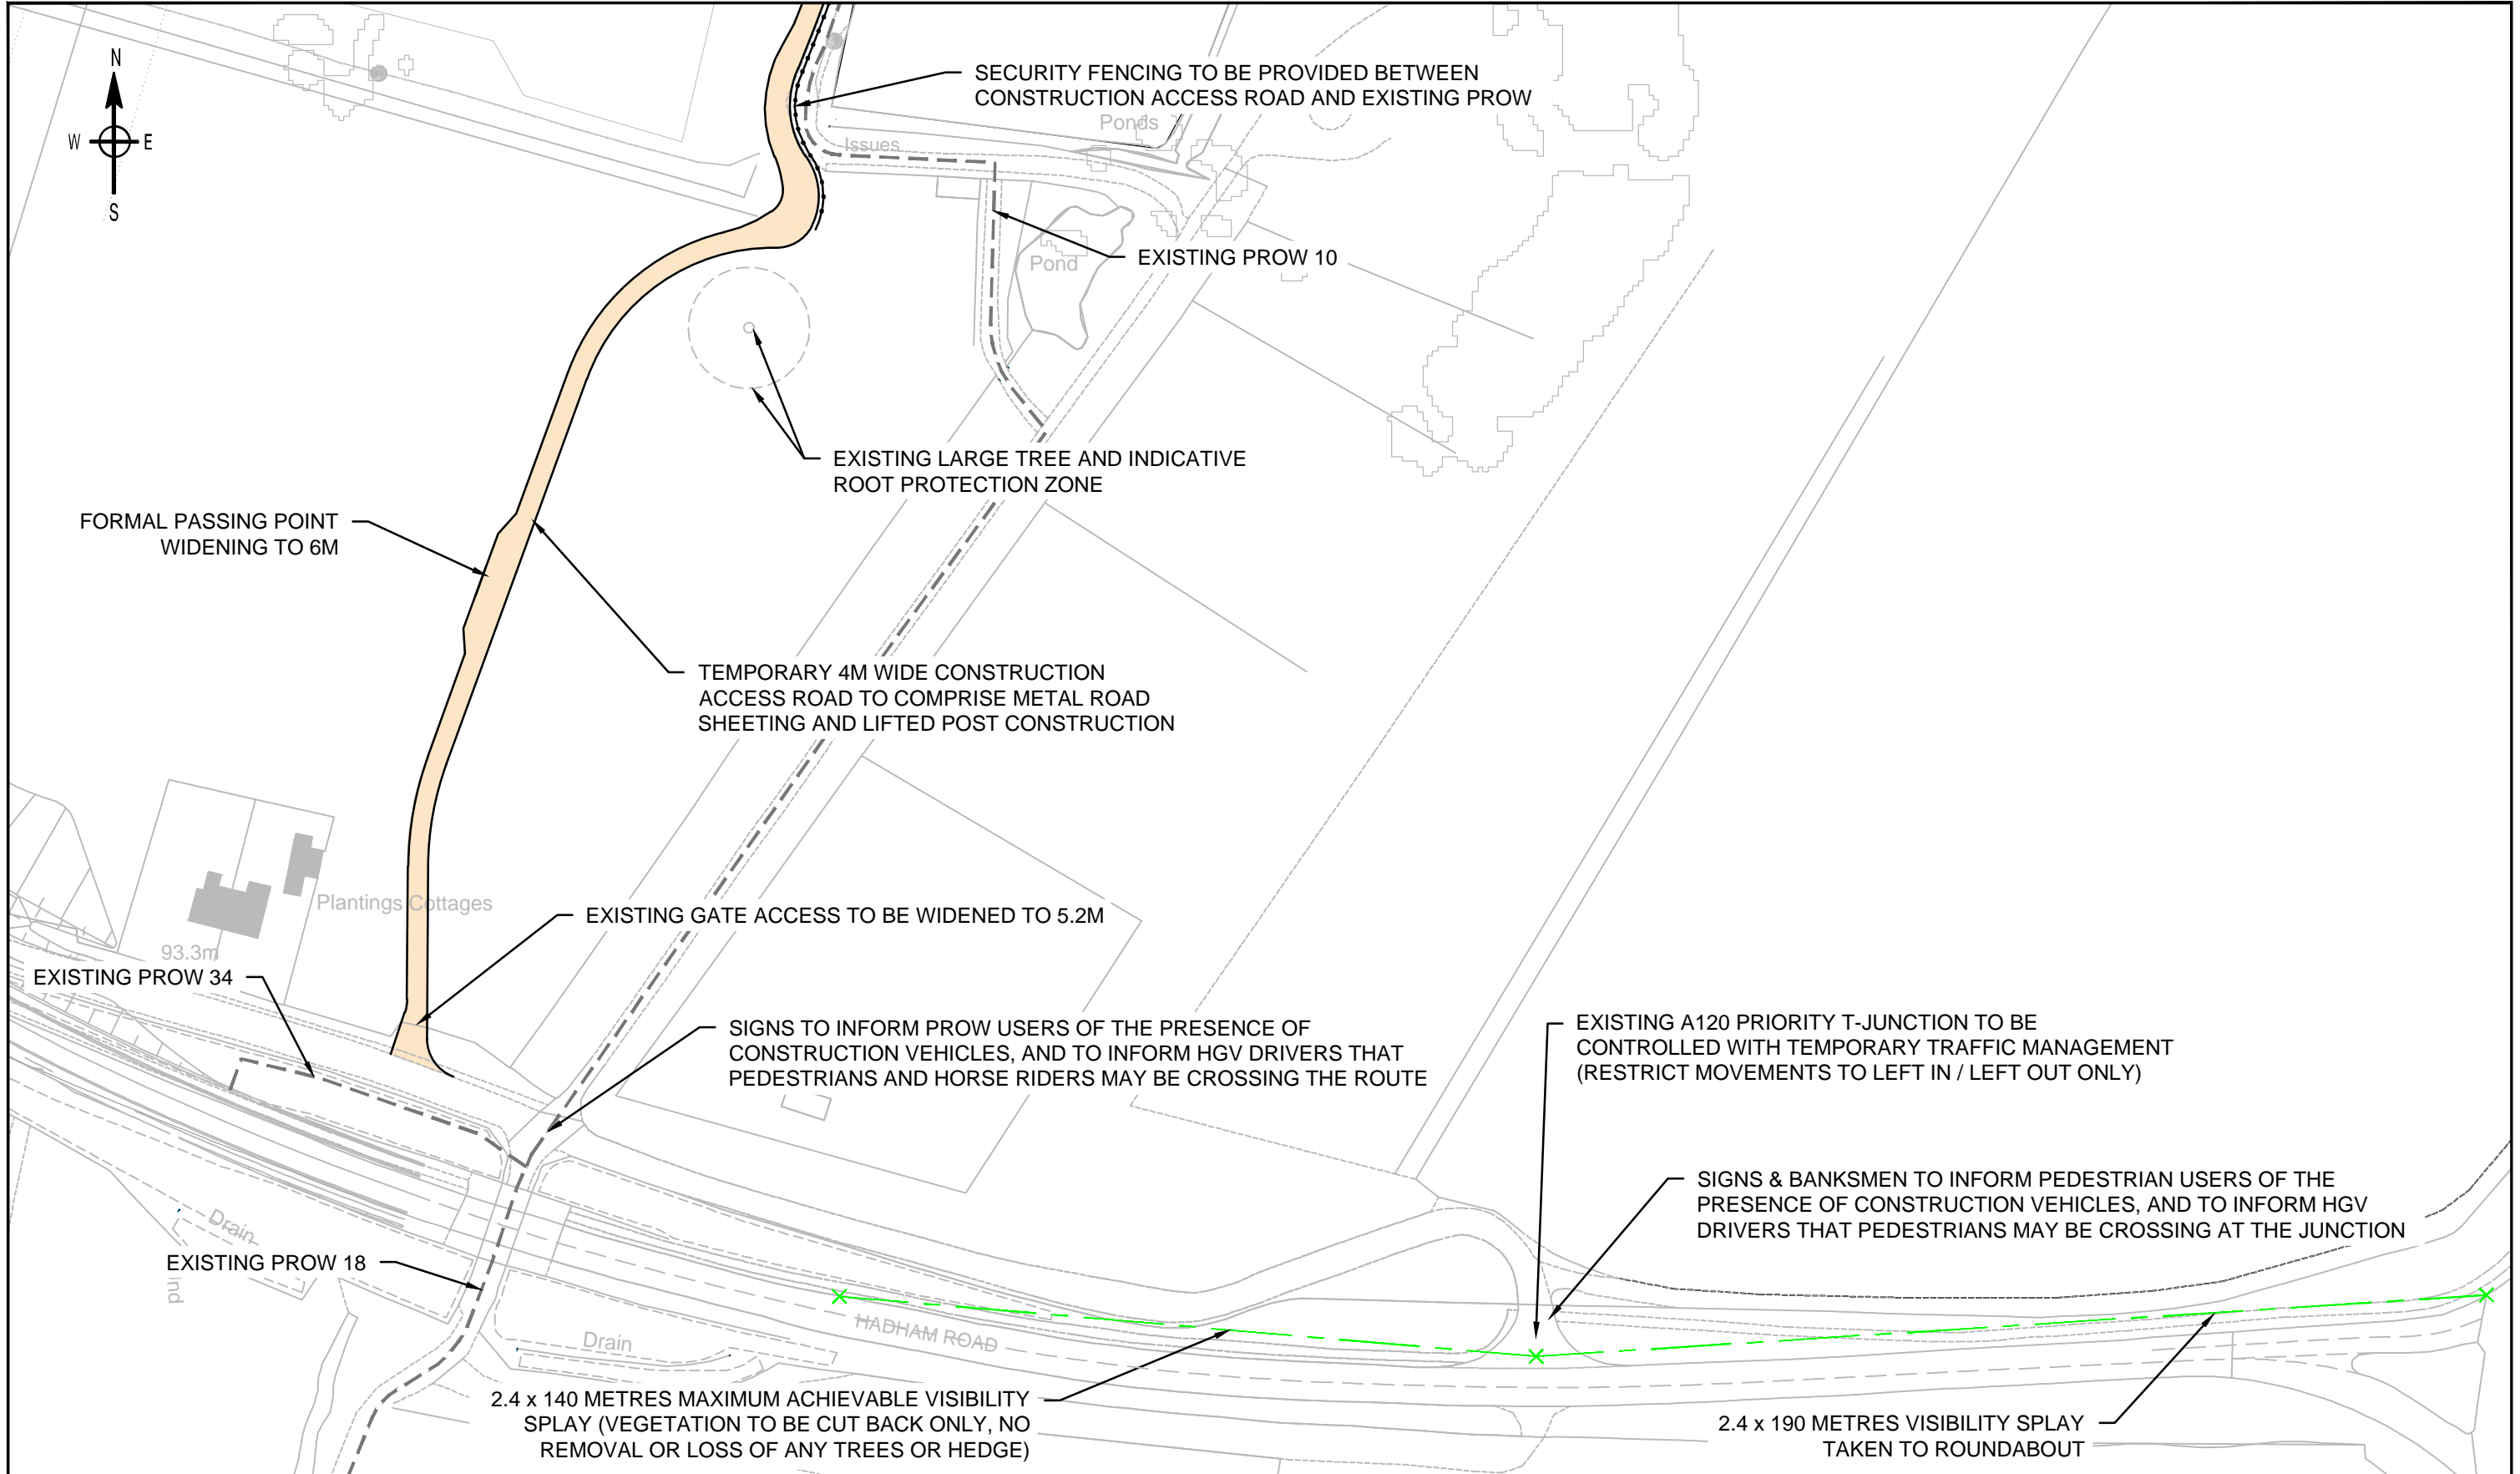 N
W
E
S
SECURITY FENCING TO BE PROVIDED BETWEEN
CONSTRUCTION ACCESS ROAD AND EXISTING PROW
Ponds
Issues
EXISTING PROW 10
Pond
EXISTING LARGE TREE AND INDICATIVE
ROOT PROTECTION ZONE
FORMAL PASSING POINT
WIDENING TO 6M
TEMPORARY 4M WIDE CONSTRUCTION
ACCESS ROAD TO COMPRISE METAL ROAD
SHEETING AND LIFTED POST CONSTRUCTION
Plantings Cottages
EXISTING GATE ACCESS TO BE WIDENED TO 5.2M
93.3m
EXISTING PROW 34
SIGNS TO INFORM PROW USERS OF THE PRESENCE OF
CONSTRUCTION VEHICLES, AND TO INFORM HGV DRIVERS THAT
PEDESTRIANS AND HORSE RIDERS MAY BE CROSSING THE ROUTE
EXISTING A120 PRIORITY T-JUNCTION TO BE
CONTROLLED WITH TEMPORARY TRAFFIC MANAGEMENT
(RESTRICT MOVEMENTS TO LEFT IN / LEFT OUT ONLY)
SIGNS & BANKSMEN TO INFORM PEDESTRIAN USERS OF THE
PRESENCE OF CONSTRUCTION VEHICLES, AND TO INFORM HGV
DRIVERS THAT PEDESTRIANS MAY BE CROSSING AT THE JUNCTION
Drain
EXISTING PROW 18
HADHAM ROAD
Drain
2.4 x 140 METRES MAXIMUM ACHIEVABLE VISIBILITY
SPLAY (VEGETATION TO BE CUT BACK ONLY, NO
REMOVAL OR LOSS OF ANY TREES OR HEDGE)
2.4 x 190 METRES VISIBILITY SPLAY
TAKEN TO ROUNDABOUT